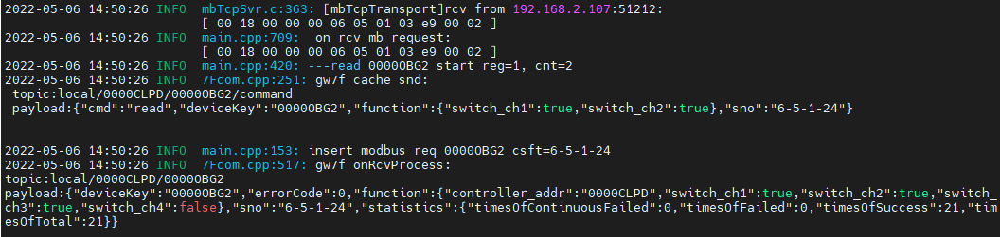 2022-05-06 14:50:26 INFO  mbTcpSvr.c:363: [mbTcpTransport]rcv from 192.168.2.107:51212:
[ 00 18 00 00 00 06 05 01 03 e9 00 02 ]
2022-05-06 14:50:26 INFO  main.cpp:709:  on rcv mb request:
[ 00 18 00 00 00 06 05 01 03 e9 00 02 ]
2022-05-06 14:50:26 INFO  main.cpp:420: ---read 0000OBG2 start reg=1, cnt=2
2022-05-06 14:50:26 INFO  7Fcom.cpp:251: gw7f cache snd:
topic:local/0000CLPD/0000OBG2/command
payload:{"cmd":"read","deviceKey":"0000OBG2","function":{"switch_ch1":true,"switch_ch2":true},"sno":"6-5-1-24"}
2022-05-06 14:50:26 INFO  main.cpp:153: insert modbus req 0000OBG2 csft=6-5-1-24
2022-05-06 14:50:26 INFO  7Fcom.cpp:517: gw7f onRcvProcess:
topic:local/0000CLPD/0000OBG2
payload:{"deviceKey":"0000OBG2","errorCode":0,"function":{"controller_addr":"0000CLPD","switch_ch1":true,"switch_ch2":true,"switch_
ch3":true,"switch_ch4":false},"sno":"6-5-1-24","statistics":{"timesOfContinuousFailed":0,"timesOfFailed":0,"timesOfSuccess":21,"tim
esOfTotal":21}}